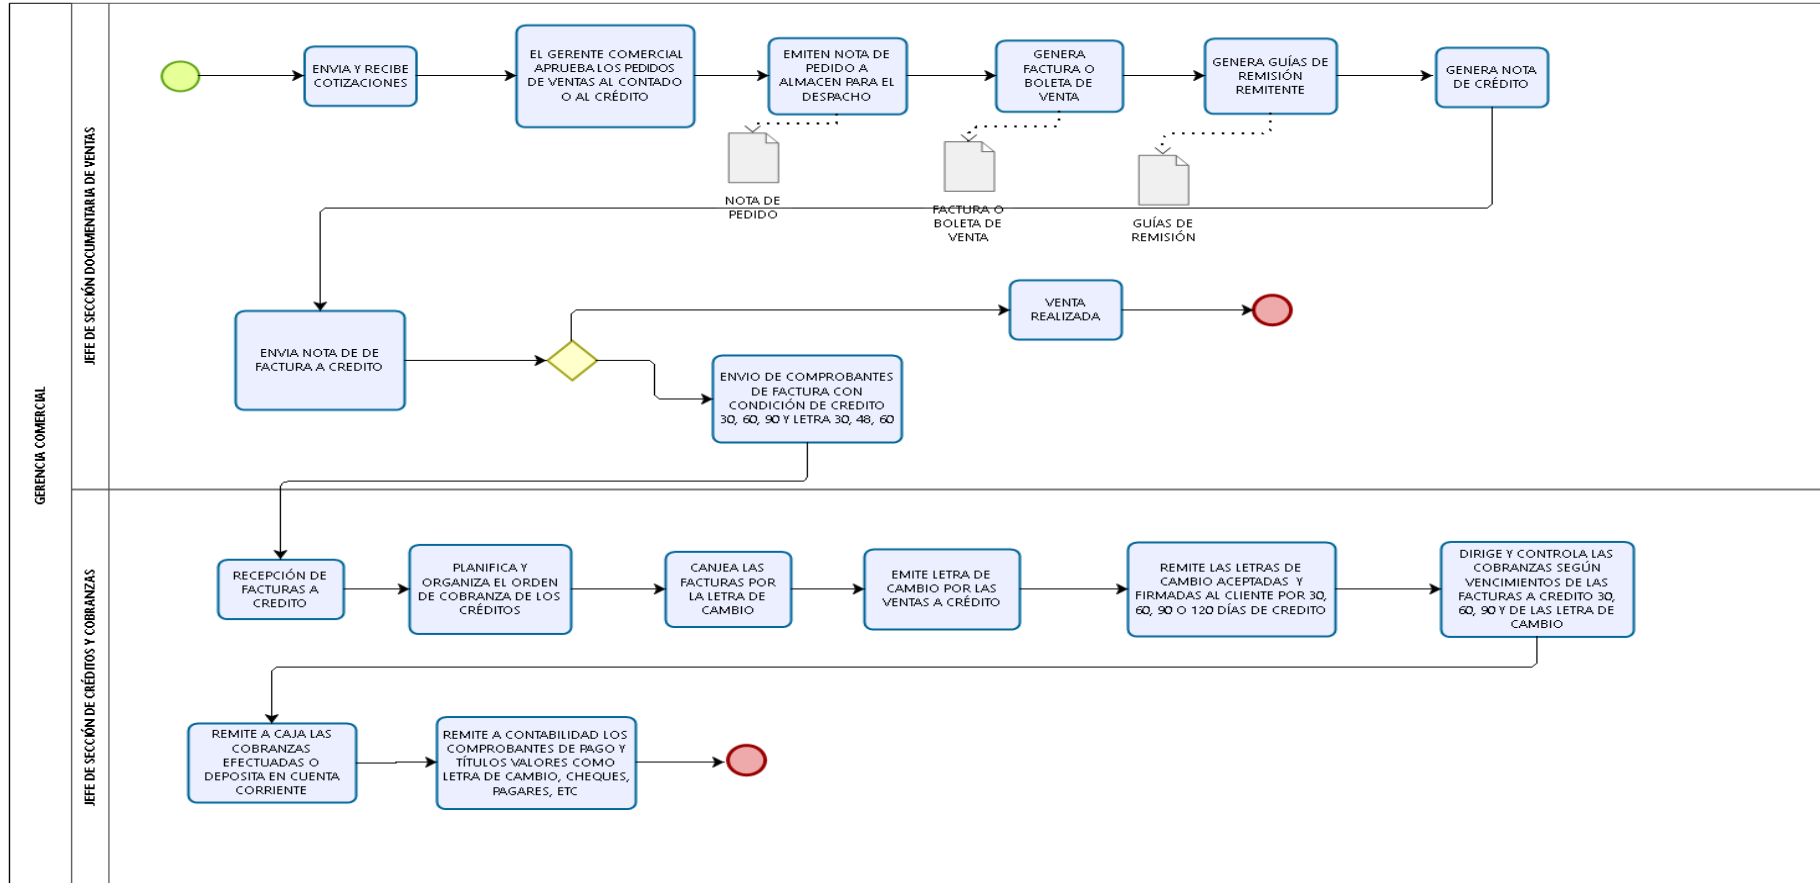 GERENCIA COMERCIAL
JEFE DE SECCIÓN DOCUMENTARIA DE VENTAS
ENVIA Y RECIBE
COTIZACIONES
EL GERENTE COMERCIAL
APRUEBA LOS PEDIDOS
DE VENTAS AL CONTADO
O AL CRÉDITO
EMITEN NOTA DE
PEDIDO A
ALMACEN PARA EL
DESPACHO
GENERA
FACTURA O
BOLETA DE
VENTA
GENERA GUÍAS DE
REMISIÓN
REMITENTE
GENERA NOTA
DE CRÉDITO
NOTA DE
PEDIDO
FACTURA O
BOLETA DE
VENTA
GUÍAS DE
REMISIÓN
ENVIA NOTA DE DE
FACTURA A CREDITO
VENTA
REALIZADA
ENVIO DE COMPROBANTES
DE FACTURA CON
CONDICIÓN DE CREDITO
30, 60, 90 Y LETRA 30, 48, 60
JEFE DE SECCIÓN DE CRÉDITOS Y COBRANZAS
RECEPCIÓN DE
FACTURAS A
CREDITO
PLANIFICA Y
ORGANIZA EL ORDEN
DE COBRANZA DE LOS
CRÉDITOS
CANJEA LAS
FACTURAS POR
LA LETRA DE
CAMBIO
EMITE LETRA DE
CAMBIO POR LAS
VENTAS A CRÉDITO
REMITE LAS LETRAS DE
CAMBIO ACEPTADAS Y
FIRMADAS AL CLIENTE POR 30,
60, 90 O 120 DÍAS DE CREDITO
DIRIGE Y CONTROLA LAS
COBRANZAS SEGÚN
VENCIMIENTOS DE LAS
FACTURAS A CREDITO 30,
60, 90 Y DE LAS LETRA DE
CAMBIO
REMITE A CAJA LAS
COBRANZAS
EFECTUADAS O
DEPOSITA EN CUENTA
CORRIENTE
REMITE A CONTABILIDAD LOS
COMPROBANTES DE PAGO Y
TÍTULOS VALORES COMO
LETRA DE CAMBIO, CHEQUES,
PAGARES, ETC